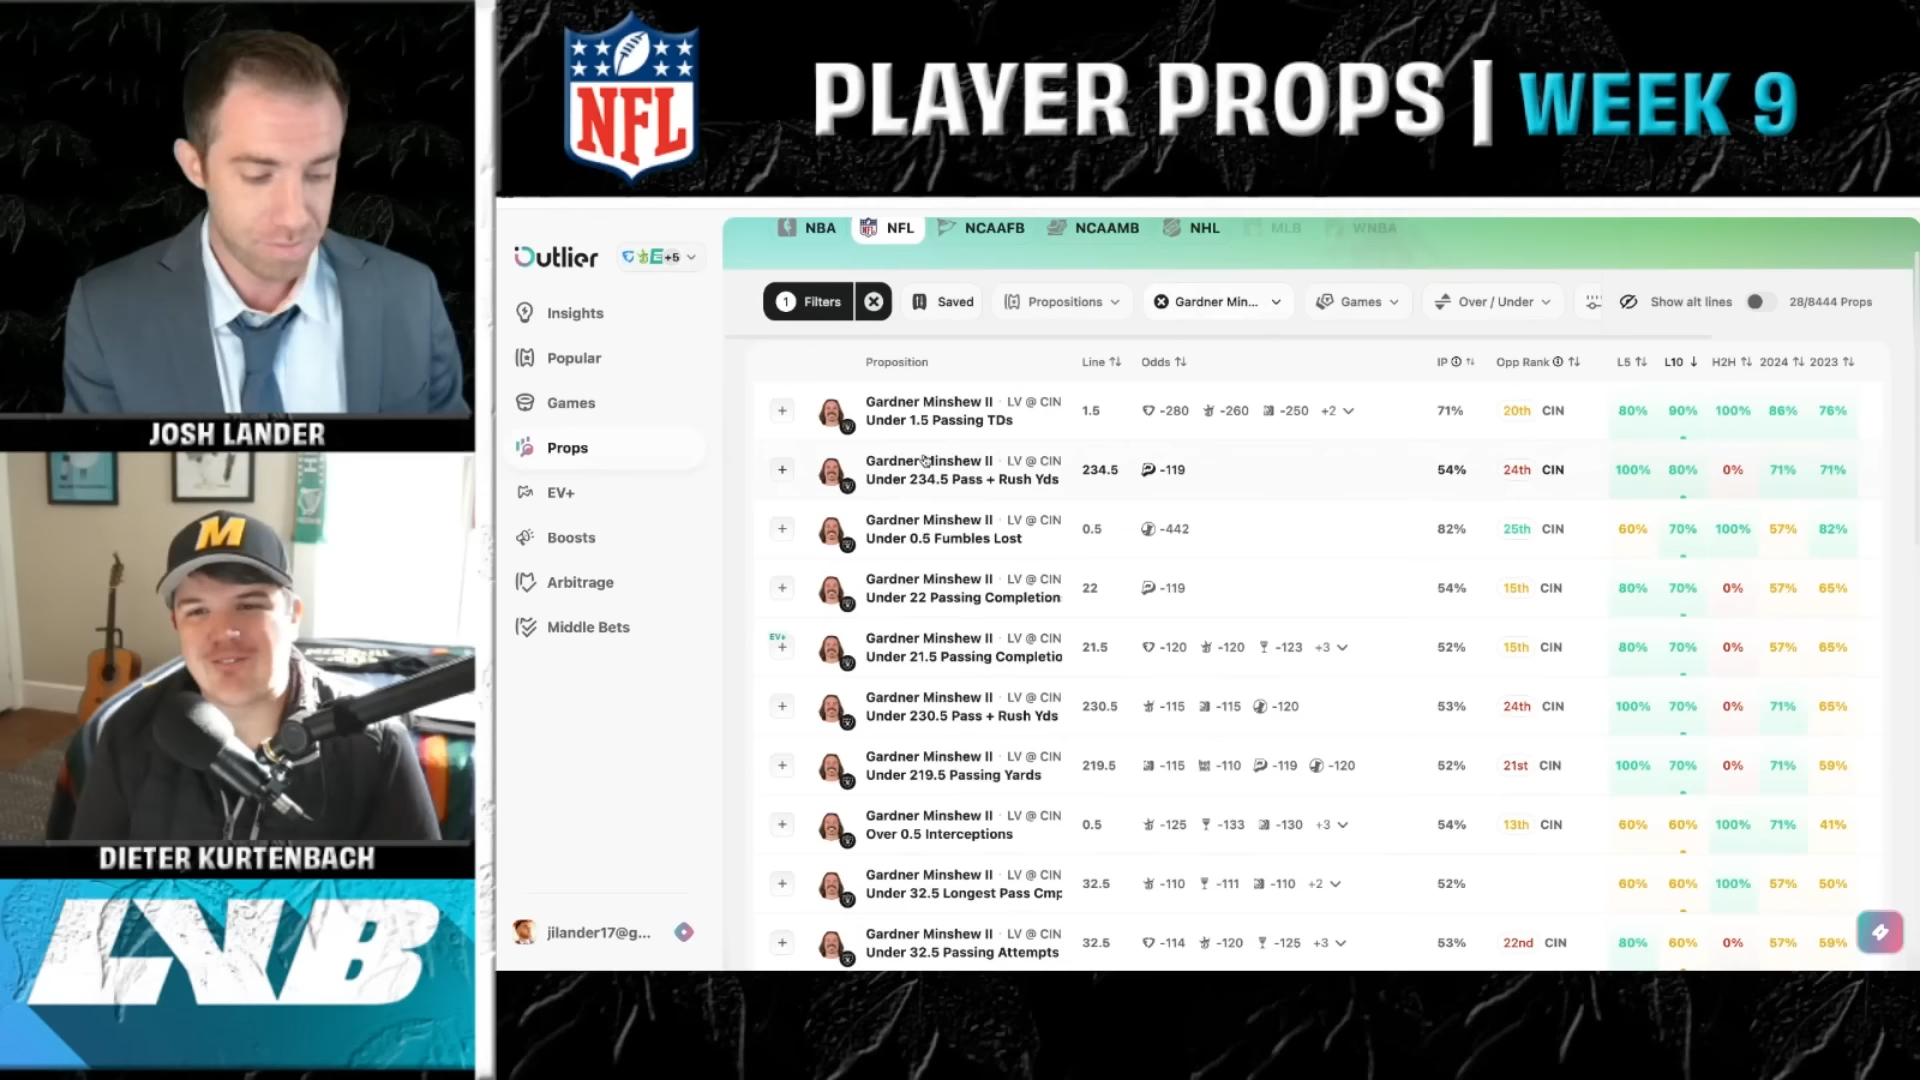 NFL
PLAYER PROPS | WEEK 9
JOSH LANDER
M
DIETER KURTENBACH
LVB
Outlier
+5
Insights
Popular
Games
Props
EV+
Boosts
Arbitrage
Middle Bets
jilander17@g...
NBA NFL NCAAFB NCAAMB NHL MLB WNBA
1 Filters Saved Propositions Gardner Min... Games Over / Under Show alt lines 28/8444 Props
Proposition Line Odds IP Opp Rank L5 L10 H2H 2024 2023
Gardner Minshew II · LV @ CIN
Under 1.5 Passing TDs
1.5 -280 -260 -250 +2 71% 20th CIN 80% 90% 100% 86% 76%
Gardner Minshew II · LV @ CIN
Under 234.5 Pass + Rush Yds
234.5 -119 54% 24th CIN 100% 80% 0% 71% 71%
Gardner Minshew II · LV @ CIN
Under 0.5 Fumbles Lost
0.5 -442 82% 25th CIN 60% 70% 100% 57% 82%
Gardner Minshew II · LV @ CIN
Under 22 Passing Completion
22 -119 54% 15th CIN 80% 70% 0% 57% 65%
EV+
Gardner Minshew II · LV @ CIN
Under 21.5 Passing Completio
21.5 -120 -120 -123 +3 52% 15th CIN 80% 70% 0% 57% 65%
Gardner Minshew II · LV @ CIN
Under 230.5 Pass + Rush Yds
230.5 -115 -115 -120 53% 24th CIN 100% 70% 0% 71% 65%
Gardner Minshew II · LV @ CIN
Under 219.5 Passing Yards
219.5 -115 -110 -119 -120 52% 21st CIN 100% 70% 0% 71% 59%
Gardner Minshew II · LV @ CIN
Over 0.5 Interceptions
0.5 -125 -133 -130 +3 54% 13th CIN 60% 60% 100% 71% 41%
Gardner Minshew II · LV @ CIN
Under 32.5 Longest Pass Cmp
32.5 -110 -111 -110 +2 52% 60% 60% 100% 57% 50%
Gardner Minshew II · LV @ CIN
Under 32.5 Passing Attempts
32.5 -114 -120 -125 +3 53% 22nd CIN 80% 60% 0% 57% 59%